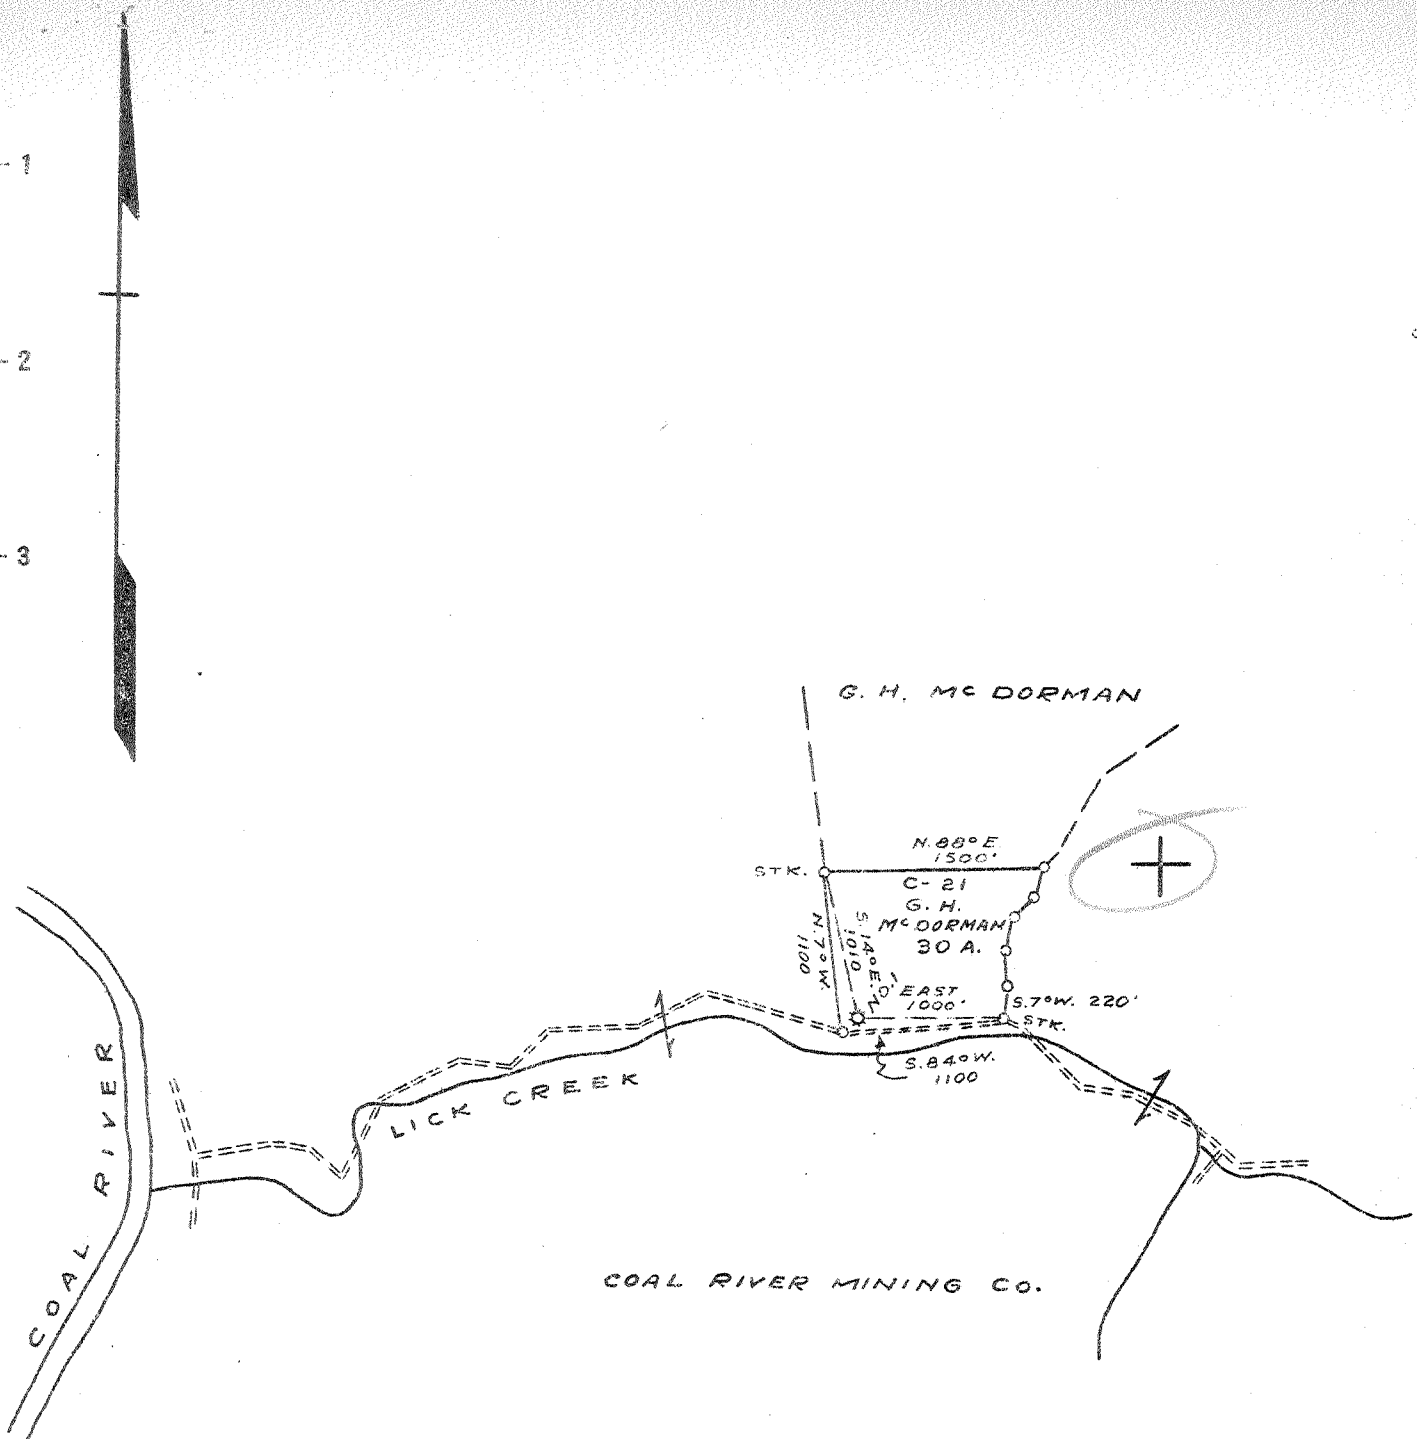 - 1
- 2
- 3
G. H. Mc DORMAN
N. 88° E.
1500'
STK.
C- 21
G. H.
Mc DORMAN
30 A.
N. 7° W.
1100
S. 14° E.
1010
EAST
1000'
S. 7° W. 220'
STK.
S. 84° W.
1100
LICK CREEK
COAL RIVER
COAL RIVER MINING CO.